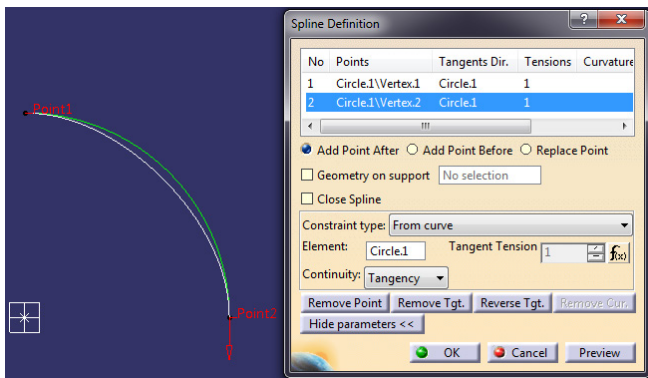 Spline Definition
No Points Tangents Dir. Tensions Curvature
1 Circle.1\Vertex.1 Circle.1 1
2 Circle.1\Vertex.2 Circle.1 1
Add Point After Add Point Before Replace Point
Geometry on support No selection
Close Spline
Constraint type: From curve
Element: Circle.1 Tangent Tension 1 f(x)
Continuity: Tangency
Remove Point Remove Tgt. Reverse Tgt. Remove Cur.
Hide parameters <<
OK Cancel Preview
Point1
Point2